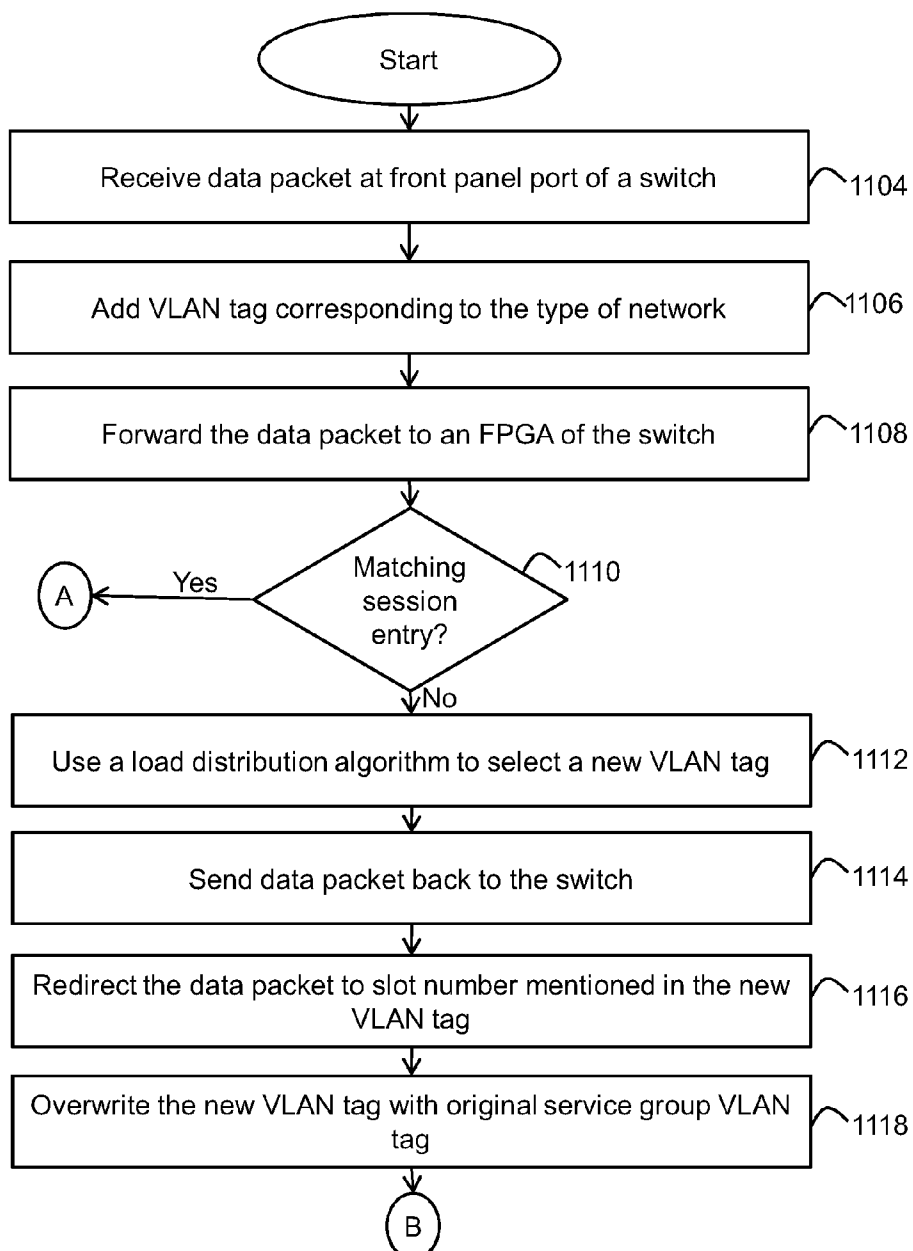 Start
Receive data packet at front panel port of a switch
1104
Add VLAN tag corresponding to the type of network
1106
Forward the data packet to an FPGA of the switch
1108
Matching
session
entry?
1110
Yes
A
No
Use a load distribution algorithm to select a new VLAN tag
1112
Send data packet back to the switch
1114
Redirect the data packet to slot number mentioned in the new
VLAN tag
1116
Overwrite the new VLAN tag with original service group VLAN
tag
1118
B